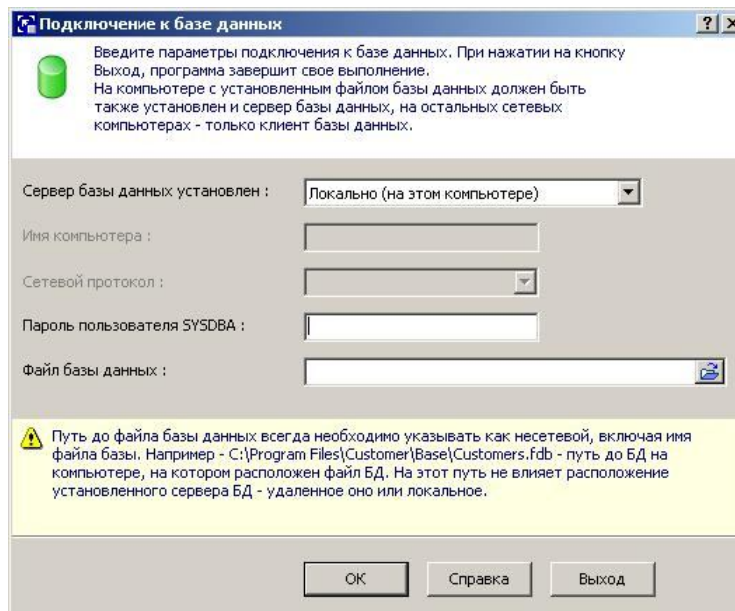 Подключение к базе данных
Введите параметры подключения к базе данных. При нажатии на кнопку
Выход, программа завершит свое выполнение.
На компьютере с установленным файлом базы данных должен быть
также установлен и сервер базы данных, на остальных сетевых
компьютерах - только клиент базы данных.
Сервер базы данных установлен : Локально (на этом компьютере)
Имя компьютера :
Сетевой протокол :
Пароль пользователя SYSDBA :
Файл базы данных :
Путь до файла базы данных всегда необходимо указывать как несетевой, включая имя
файла базы. Например - C:\Program Files\Customer\Base\Customers.fdb - путь до БД на
компьютере, на котором расположен файл БД. На этот путь не влияет расположение
установленного сервера БД - удаленное оно или локальное.
ОК Справка Выход